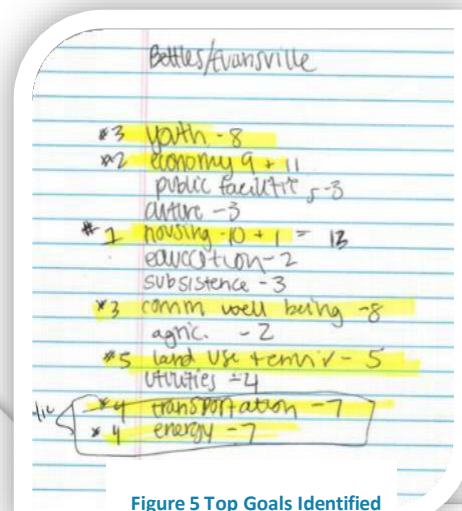 Bettles/Evansville
#3 youth - 8
#2 economy 9 + 11
public facilities - 3
culture - 3
#1 housing - 10 + 1 = 13
education - 2
subsistence - 3
*3 comm well being - 8
agric. - 2
#5 land use + envir - 5
utilities - 4
*4 transportation - 7
*4 energy - 7
Figure 5 Top Goals Identified